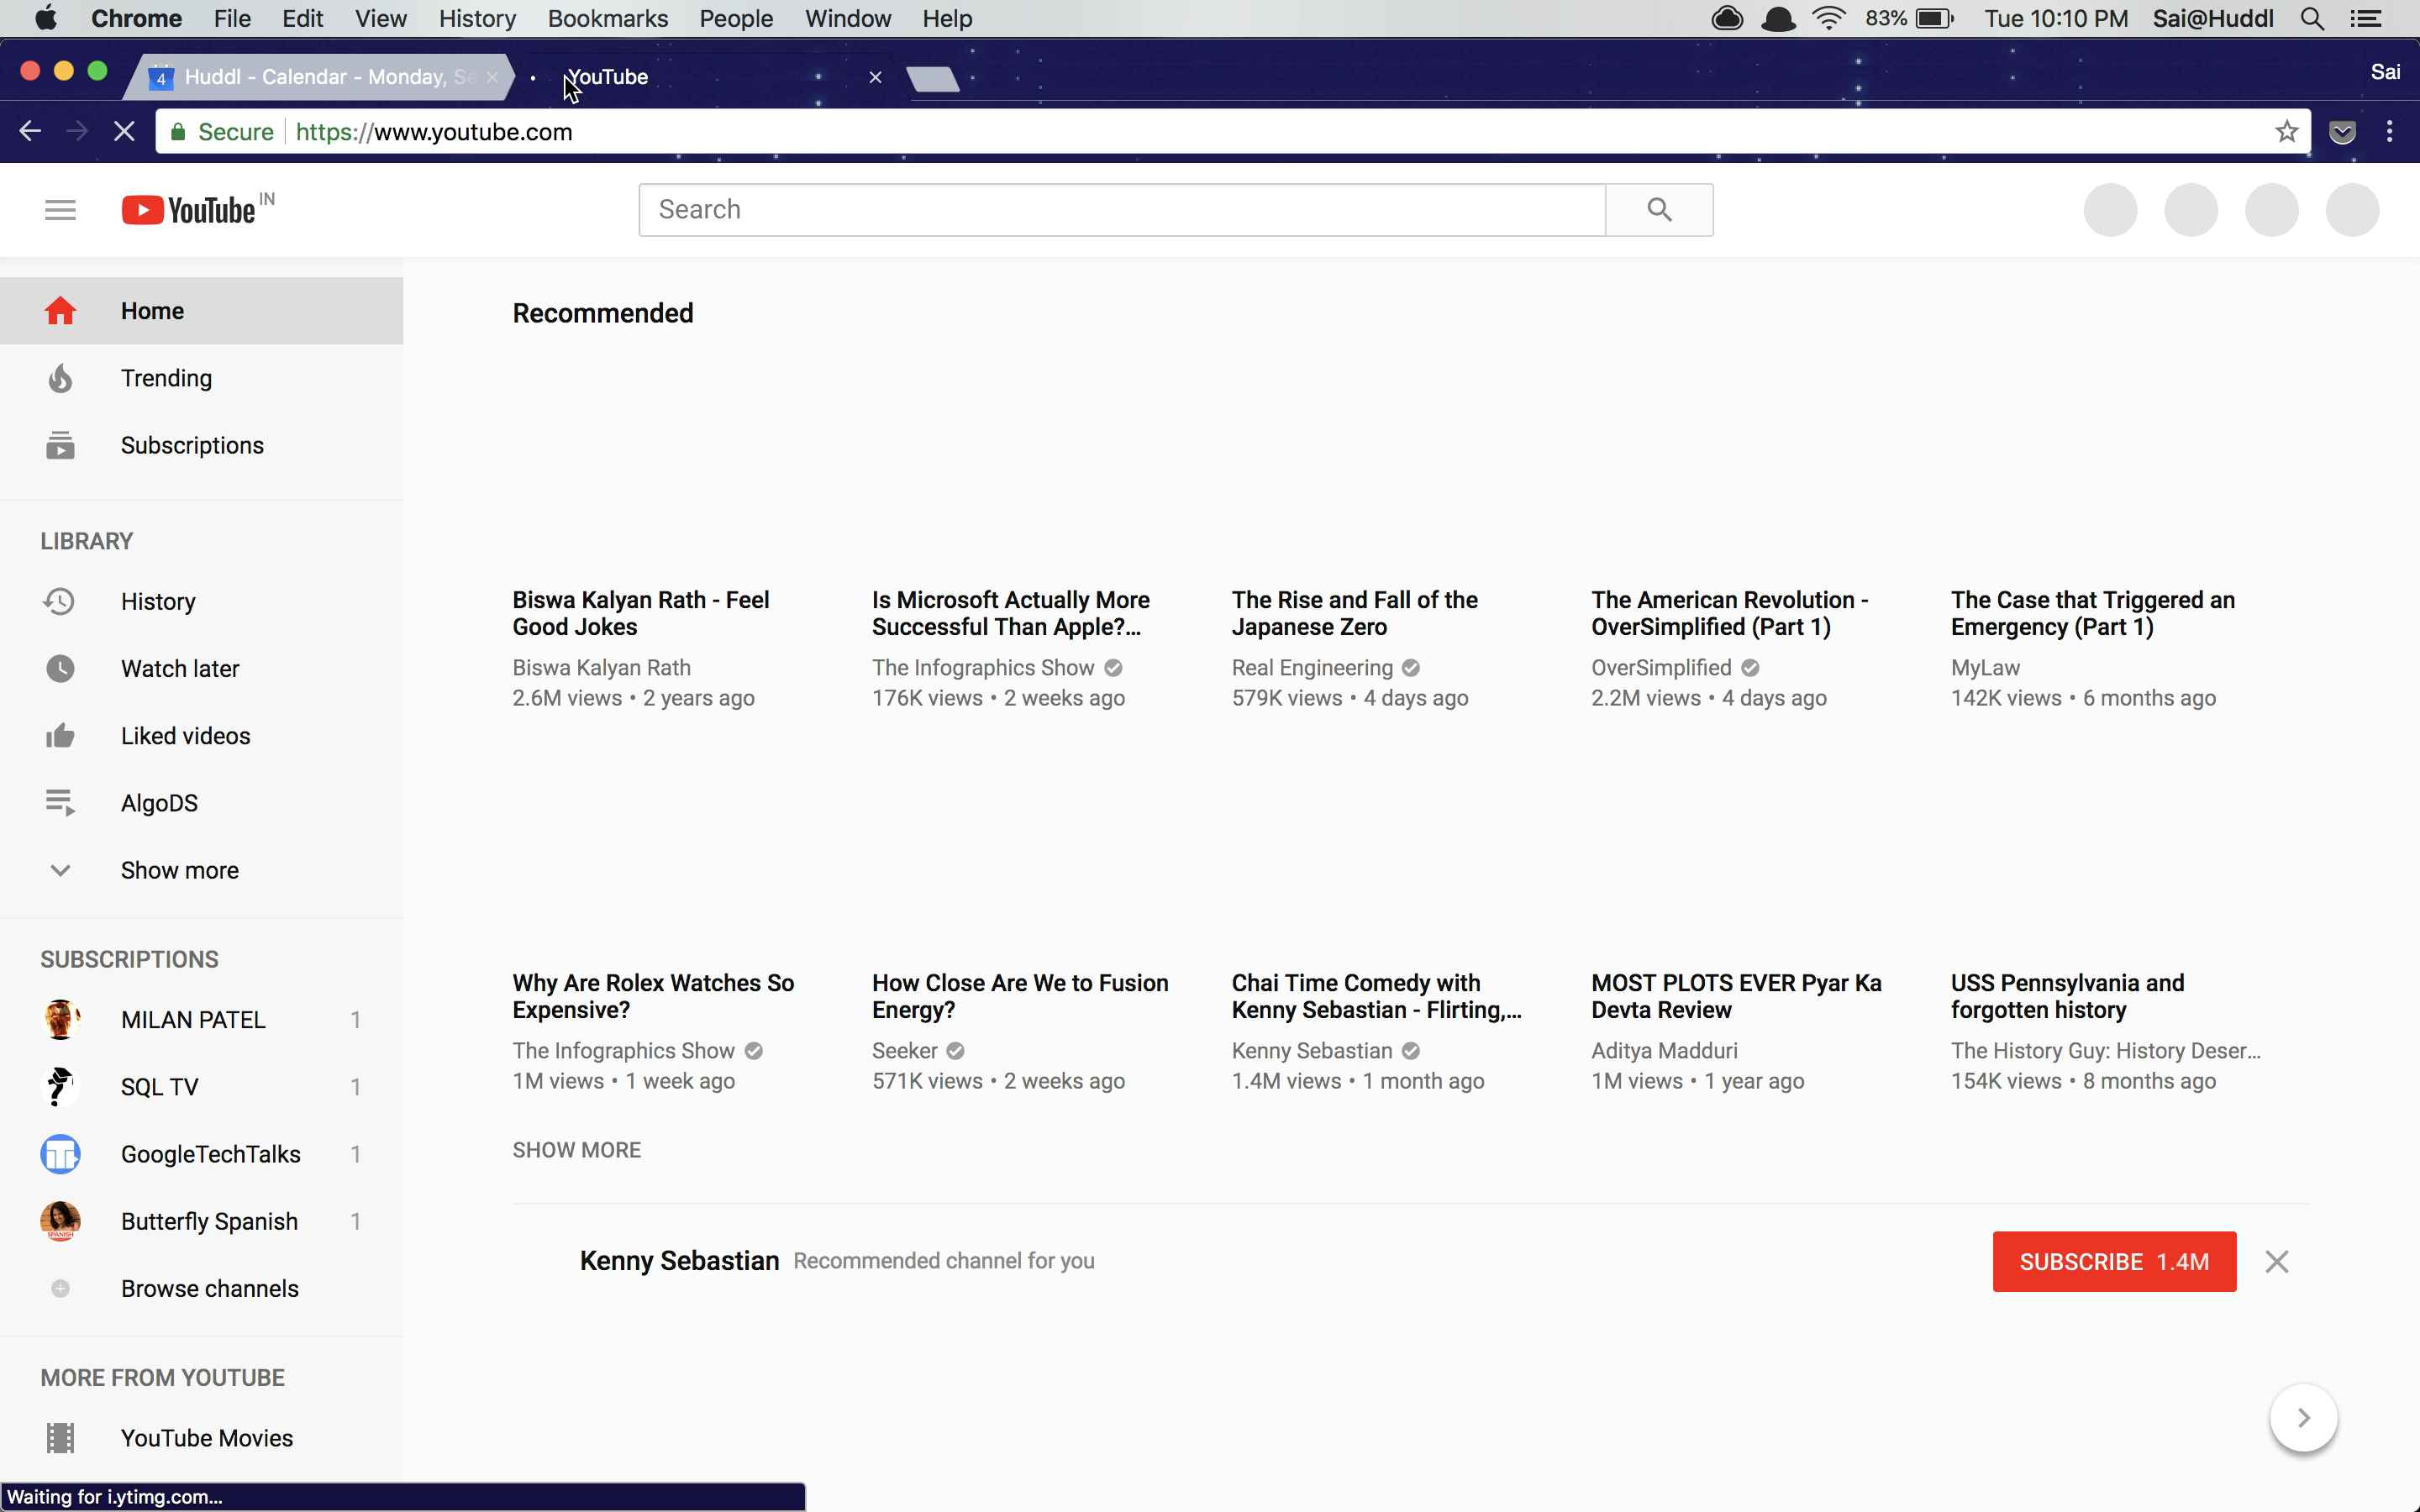 Chrome File Edit View History Bookmarks People Window Help 83% Tue 10:10 PM Sai@Huddl
4 Huddl - Calendar - Monday, Se YouTube Sai
Secure https://www.youtube.com
YouTube IN
Search
Home
Trending
Subscriptions
LIBRARY
History
Watch later
Liked videos
AlgoDS
Show more
SUBSCRIPTIONS
MILAN PATEL 1
SQL TV 1
GoogleTechTalks 1
Butterfly Spanish 1
Browse channels
MORE FROM YOUTUBE
YouTube Movies
Recommended
Biswa Kalyan Rath - Feel
Good Jokes
Biswa Kalyan Rath
2.6M views • 2 years ago
Is Microsoft Actually More
Successful Than Apple?...
The Infographics Show
176K views • 2 weeks ago
The Rise and Fall of the
Japanese Zero
Real Engineering
579K views • 4 days ago
The American Revolution -
OverSimplified (Part 1)
OverSimplified
2.2M views • 4 days ago
The Case that Triggered an
Emergency (Part 1)
MyLaw
142K views • 6 months ago
Why Are Rolex Watches So
Expensive?
The Infographics Show
1M views • 1 week ago
How Close Are We to Fusion
Energy?
Seeker
571K views • 2 weeks ago
Chai Time Comedy with
Kenny Sebastian - Flirting,...
Kenny Sebastian
1.4M views • 1 month ago
MOST PLOTS EVER Pyar Ka
Devta Review
Aditya Madduri
1M views • 1 year ago
USS Pennsylvania and
forgotten history
The History Guy: History Deser...
154K views • 8 months ago
SHOW MORE
Kenny Sebastian Recommended channel for you
SUBSCRIBE 1.4M
Waiting for i.ytimg.com...